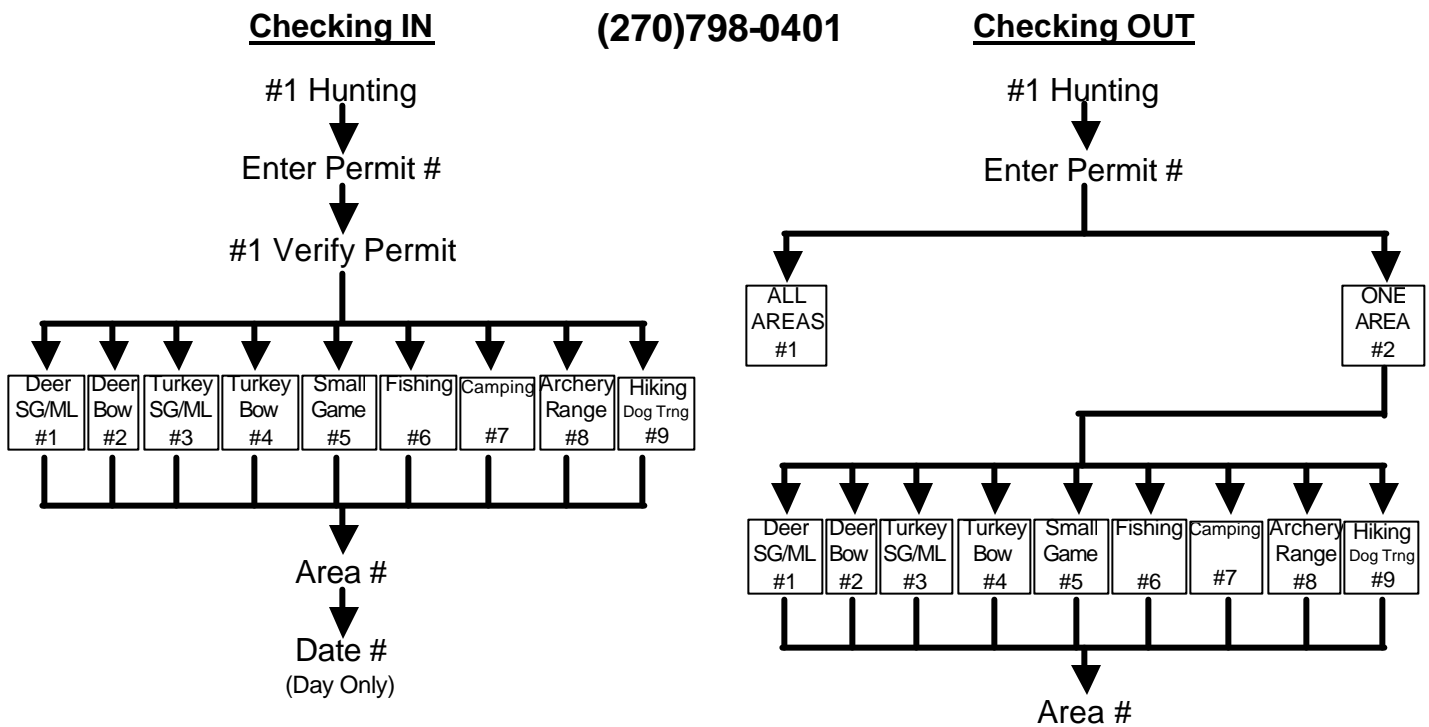 Checking IN
(270)798-0401
Checking OUT
#1 Hunting
Enter Permit #
#1 Verify Permit
Deer
SG/ML
#1
Deer
Bow
#2
Turkey
SG/ML
#3
Turkey
Bow
#4
Small
Game
#5
Fishing
#6
Camping
#7
Archery
Range
#8
Hiking
Dog Trng
#9
Area #
Date #
(Day Only)
#1 Hunting
Enter Permit #
ALL
AREAS
#1
ONE
AREA
#2
Deer
SG/ML
#1
Deer
Bow
#2
Turkey
SG/ML
#3
Turkey
Bow
#4
Small
Game
#5
Fishing
#6
Camping
#7
Archery
Range
#8
Hiking
Dog Trng
#9
Area #